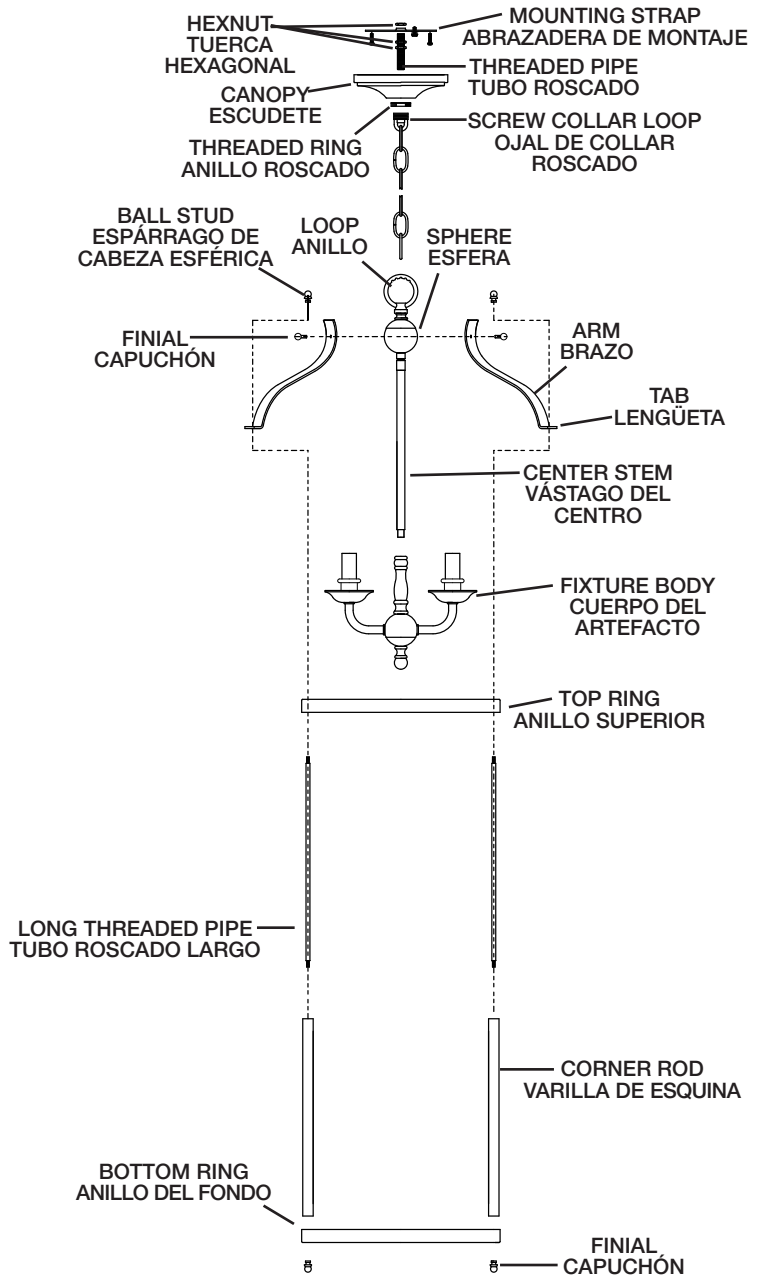 HEXNUT
TUERCA
HEXAGONAL
MOUNTING STRAP
ABRAZADERA DE MONTAJE
THREADED PIPE
TUBO ROSCADO
CANOPY
ESCUDETE
SCREW COLLAR LOOP
OJAL DE COLLAR
ROSCADO
THREADED RING
ANILLO ROSCADO
BALL STUD
ESPÁRRAGO DE
CABEZA ESFÉRICA
LOOP
ANILLO
SPHERE
ESFERA
FINIAL
CAPUCHÓN
ARM
BRAZO
TAB
LENGÜETA
CENTER STEM
VÁSTAGO DEL
CENTRO
FIXTURE BODY
CUERPO DEL
ARTEFACTO
TOP RING
ANILLO SUPERIOR
LONG THREADED PIPE
TUBO ROSCADO LARGO
CORNER ROD
VARILLA DE ESQUINA
BOTTOM RING
ANILLO DEL FONDO
FINIAL
CAPUCHÓN